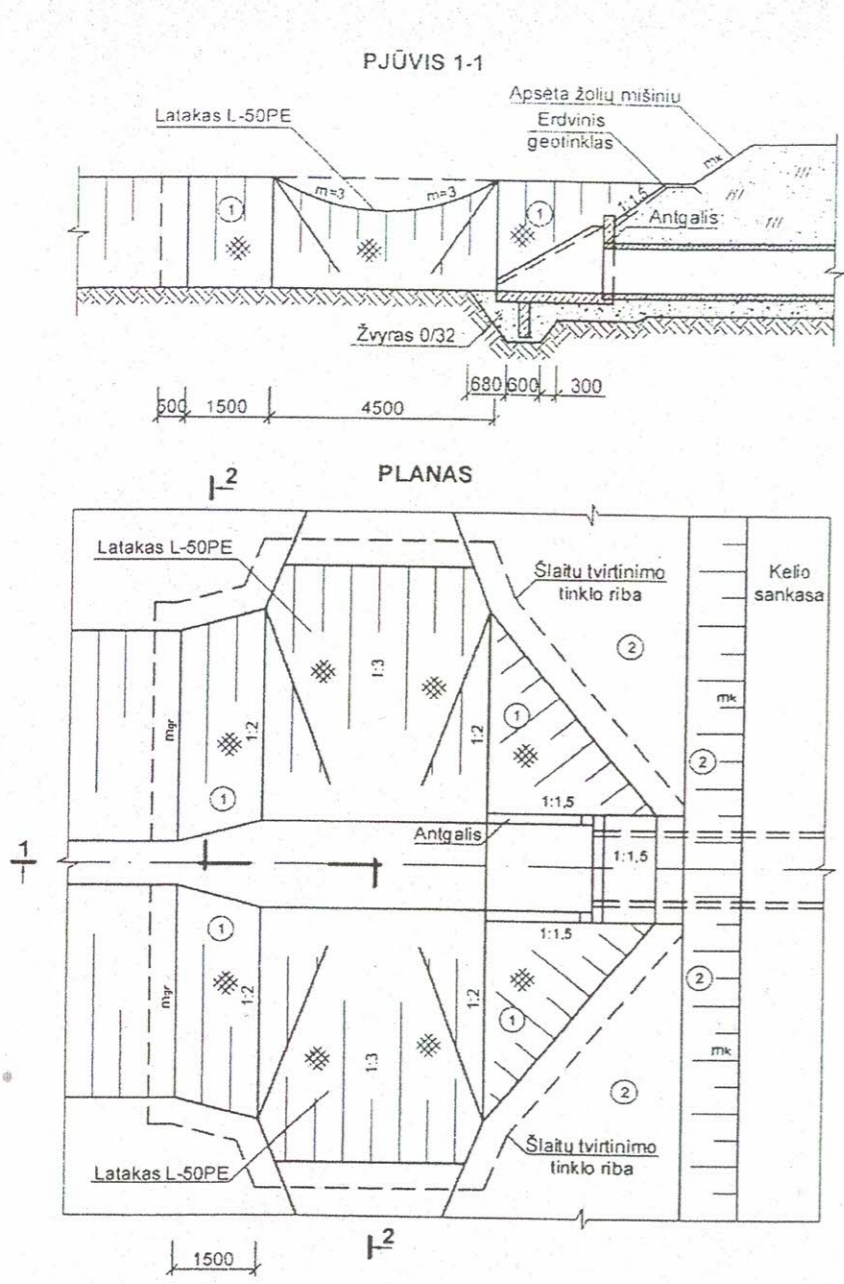 PJŪVIS 1-1
Apsėta žolių mišiniu
Latakas L-50PE
Erdvinis
geotinklas
mk
m=3
m=3
1
1
1:1,5
Antgalis
Žvyras 0/32
680
600
300
500
1500
4500
2
PLANAS
Latakas L-50PE
Šlaitų tvirtinimo
tinklo riba
Kelio
sankasa
2
1:3
mk
1
mgr
1:2
1:2
2
1
1:1,5
Antgalis
1
1:1,5
1
1:1,5
2
mgr
1:2
1:2
1
1:3
mk
2
Šlaitų tvirtinimo
tinklo riba
Latakas L-50PE
2
1500